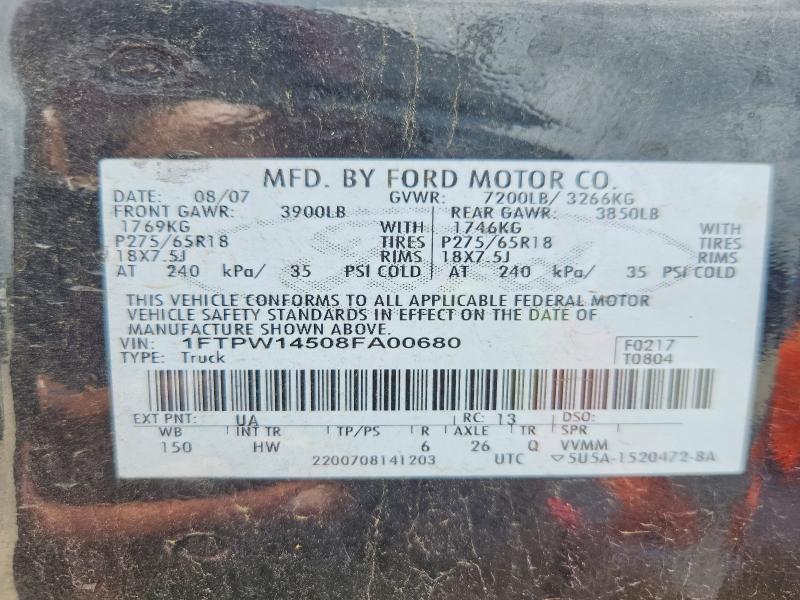 MFD. BY FORD MOTOR CO.
DATE: 08/07 GVWR: 7200LB/ 3266KG
FRONT GAWR: 3900LB REAR GAWR: 3850LB
1769KG WITH 1746KG WITH
P275/65R18 TIRES P275/65R18 TIRES
18X7.5J RIMS 18X7.5J RIMS
AT 240 kPa/ 35 PSI COLD AT 240 kPa/ 35 PSI COLD
THIS VEHICLE CONFORMS TO ALL APPLICABLE FEDERAL MOTOR
VEHICLE SAFETY STANDARDS IN EFFECT ON THE DATE OF
MANUFACTURE SHOWN ABOVE.
VIN: 1FTPW14508FA00680 F0217
TYPE: Truck T0804
EXT PNT: UA RC: 13 DSO:
WB INT TR TP/PS R AXLE TR SPR
150 HW 6 26 Q VVMM
2200708141203 UTC ▽5U5A-1520472-BA